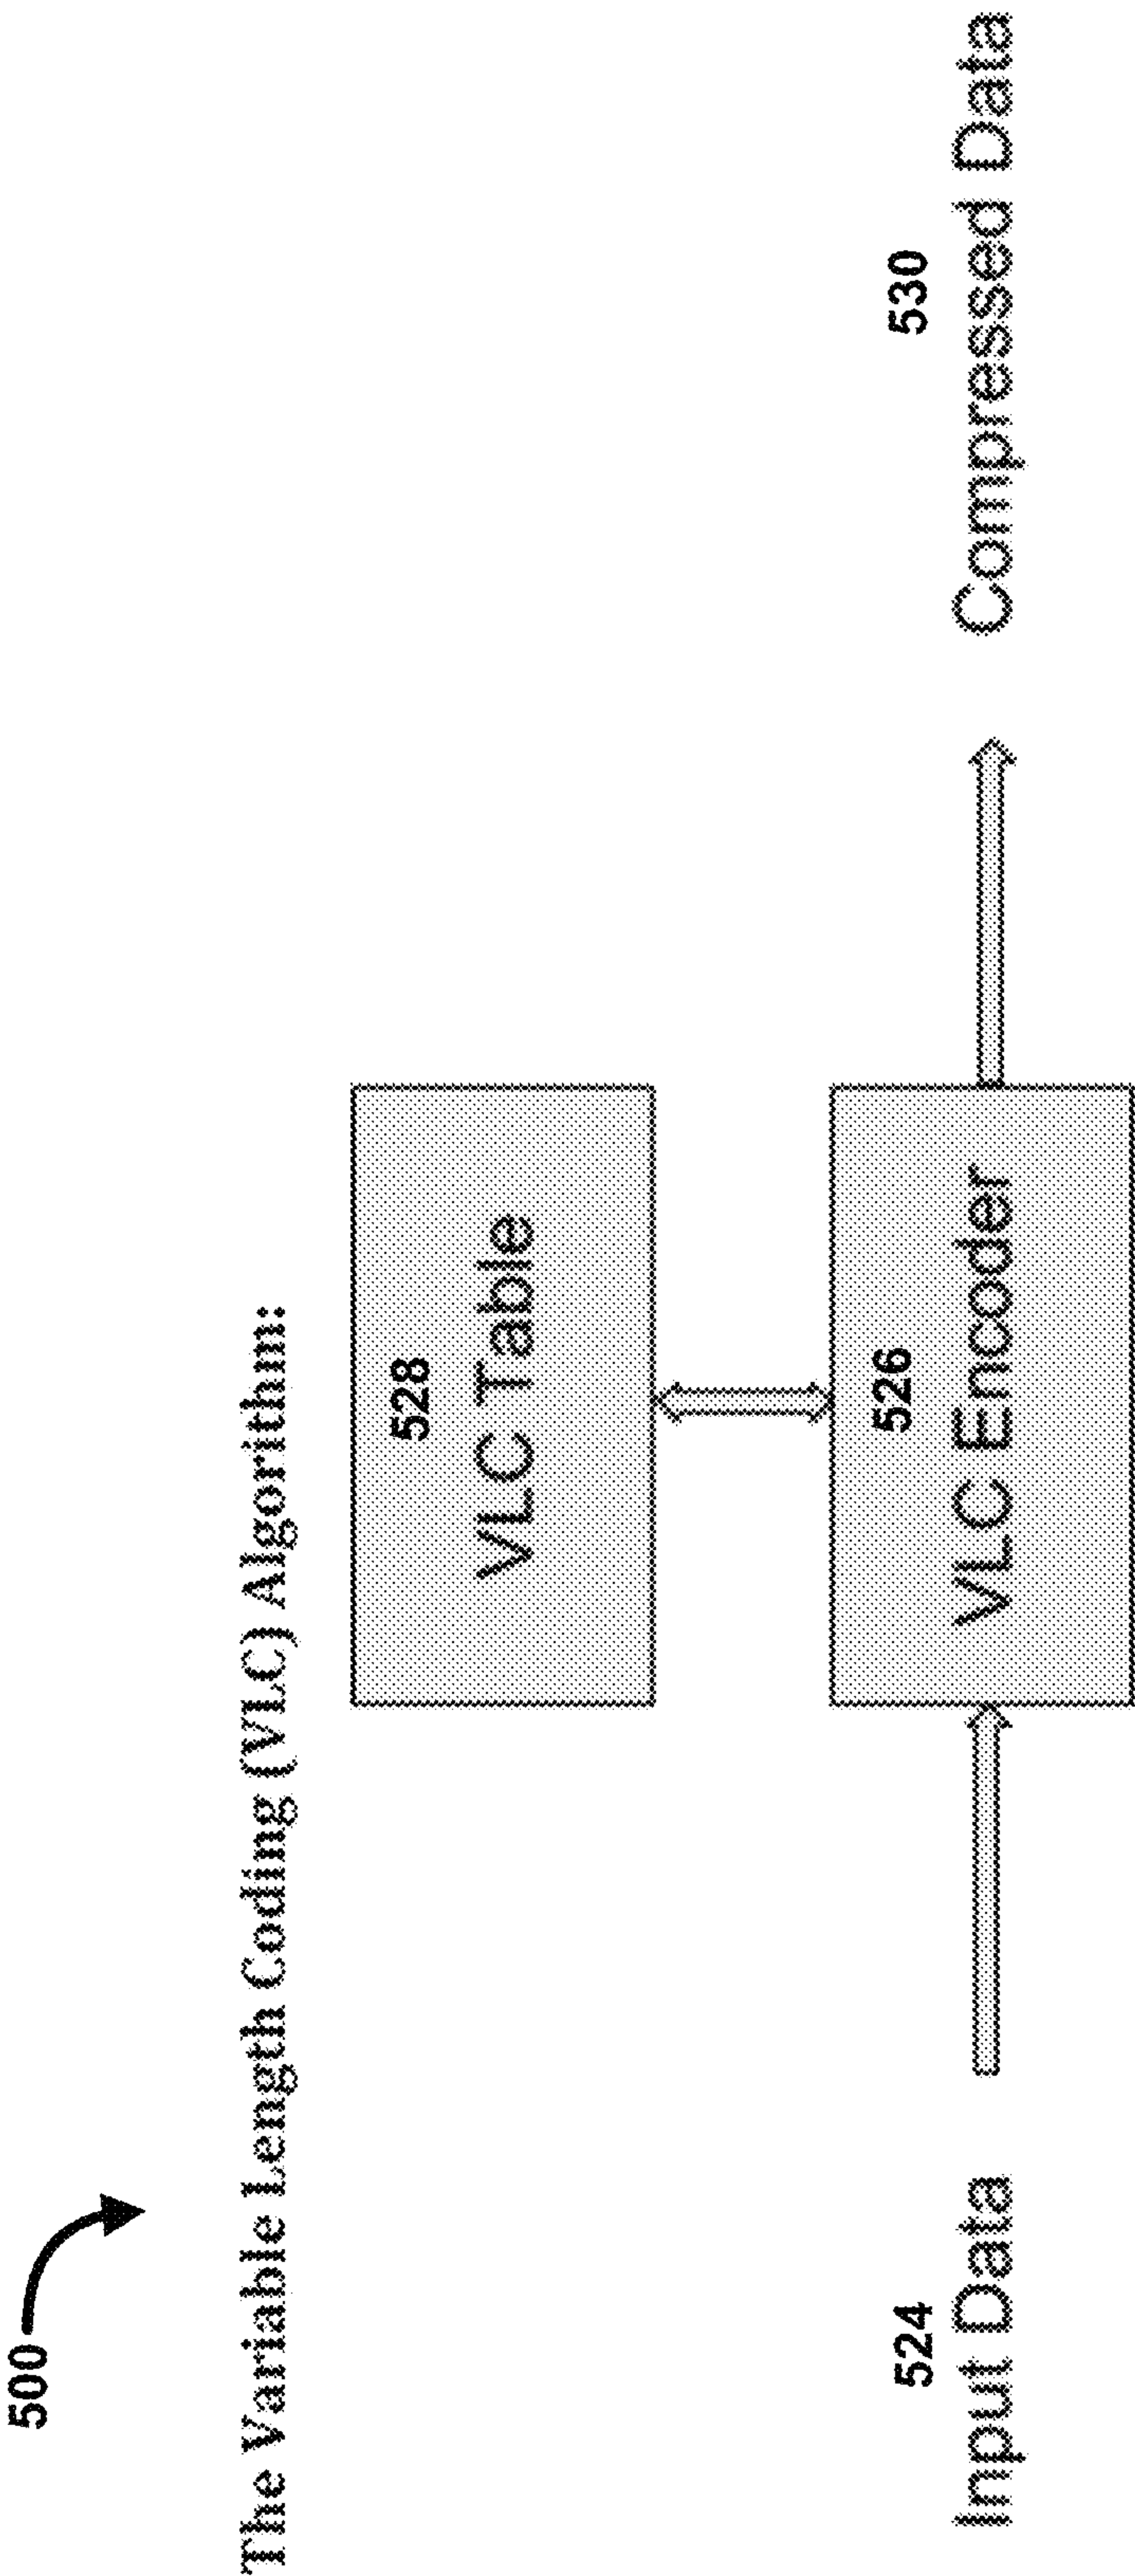 500
The Variable Length Coding (VLC) Algorithm:
528
VLC Table
524
Input Data
526
VLC Encoder
530
Compressed Data